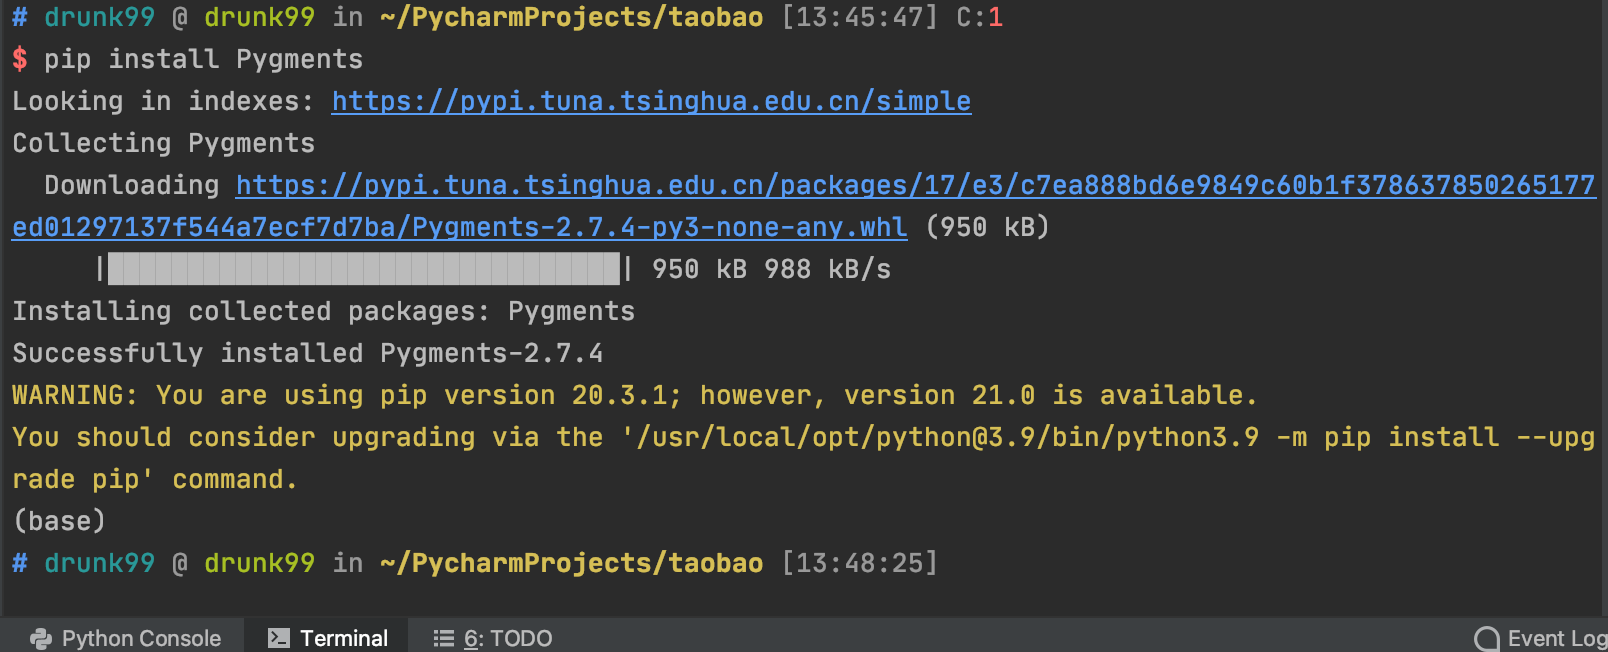 # drunk99 @ drunk99 in ~/PycharmProjects/taobao [13:45:47] C:1
$ pip install Pygments
Looking in indexes: https://pypi.tuna.tsinghua.edu.cn/simple
Collecting Pygments
  Downloading https://pypi.tuna.tsinghua.edu.cn/packages/17/e3/c7ea888bd6e9849c60b1f378637850265177
ed01297137f544a7ecf7d7ba/Pygments-2.7.4-py3-none-any.whl (950 kB)
     |████████████████████████████████| 950 kB 988 kB/s
Installing collected packages: Pygments
Successfully installed Pygments-2.7.4
WARNING: You are using pip version 20.3.1; however, version 21.0 is available.
You should consider upgrading via the '/usr/local/opt/python@3.9/bin/python3.9 -m pip install --upg
rade pip' command.
(base)
# drunk99 @ drunk99 in ~/PycharmProjects/taobao [13:48:25]
Python Console Terminal 6: TODO Event Log